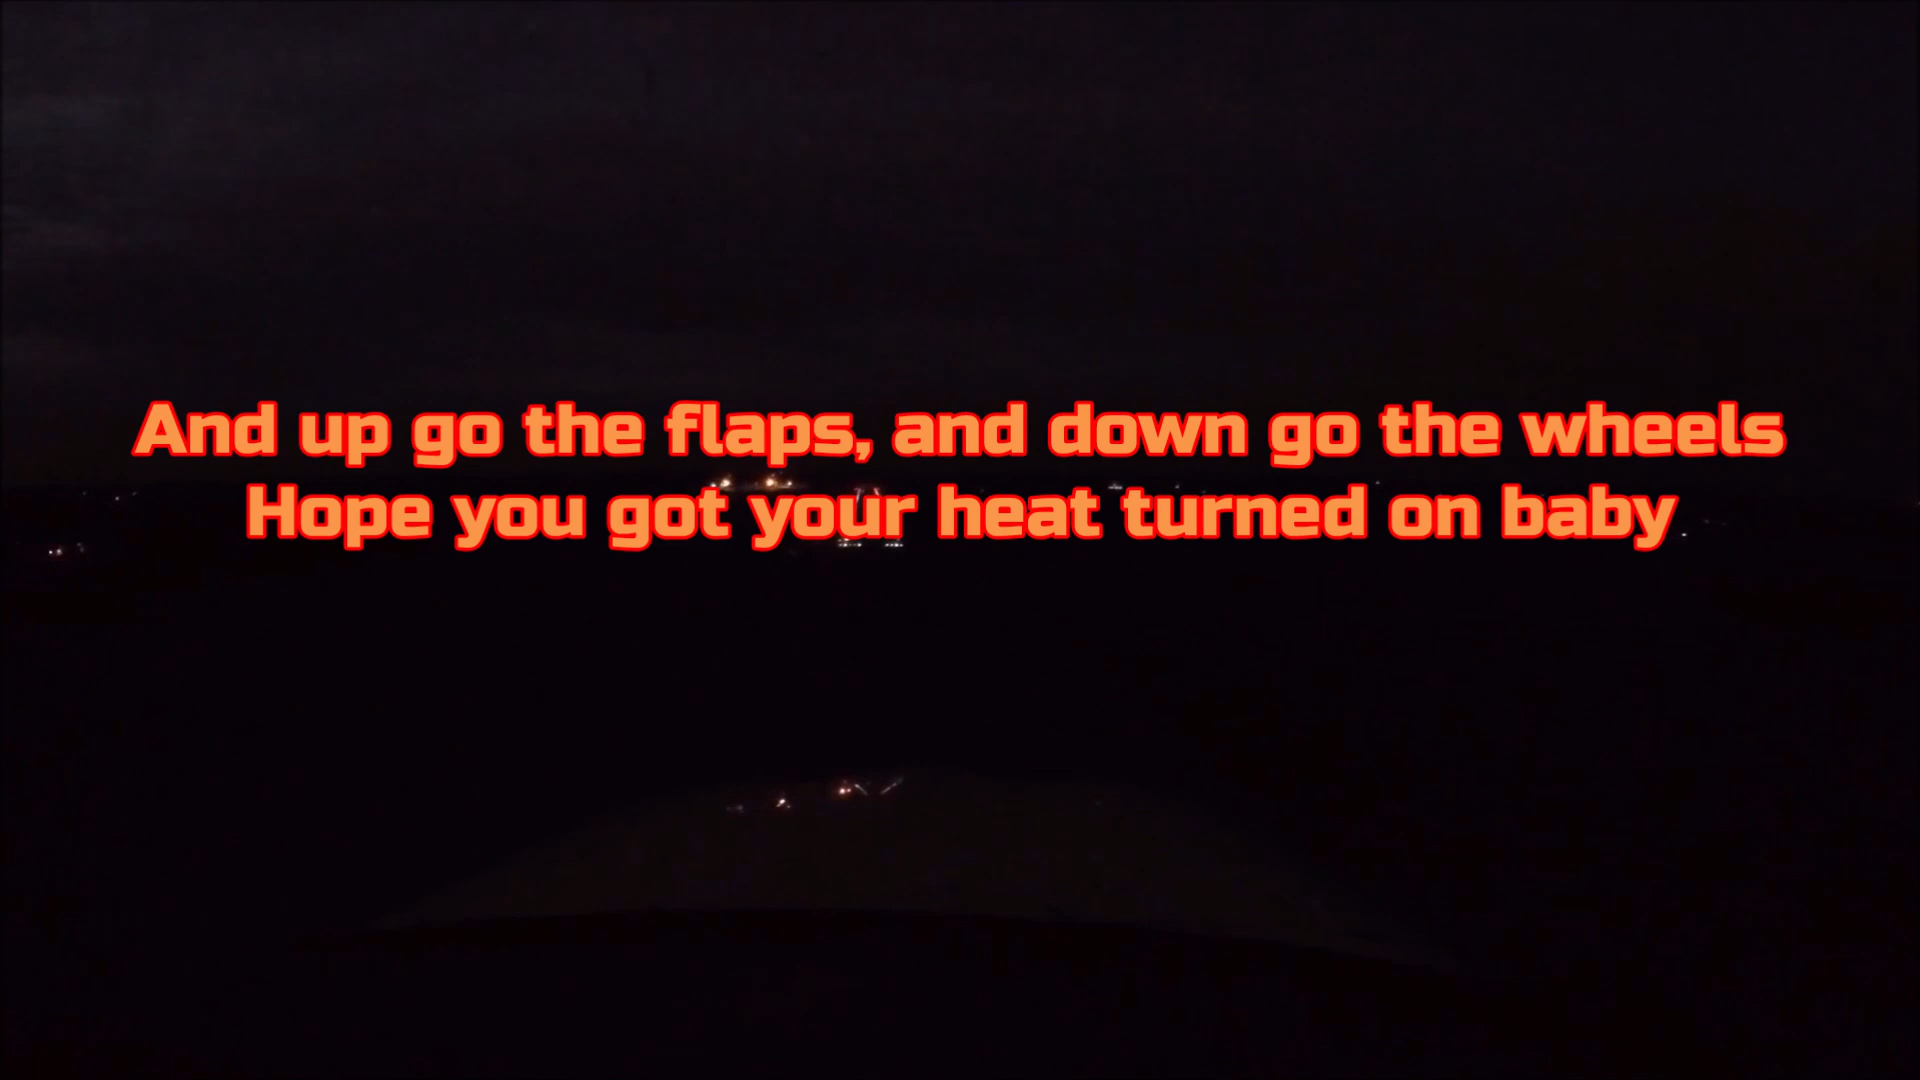 And up go the flaps, and down go the wheels
Hope you got your heat turned on baby